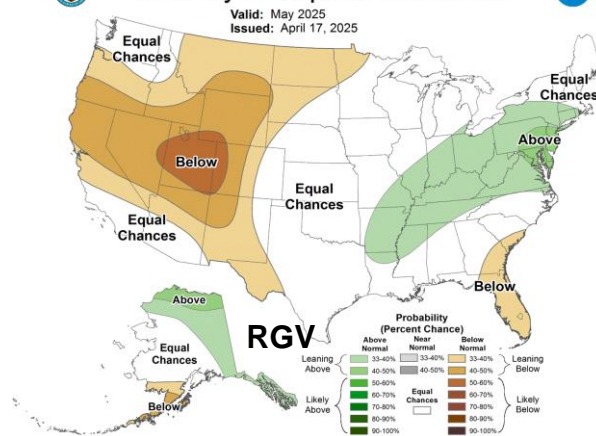 Valid: May 2025
Issued: April 17, 2025
Equal
Chances
Equal
Chances
Above
Below
Equal
Chances
Equal
Chances
Below
Above
RGV
Equal
Chances
Below
Probability
(Percent Chance)
Above
Normal
Near
Normal
Below
Normal
Leaning
Above
33-40%
33-40%
33-40%
Leaning
Below
40-50%
40-50%
40-50%
Likely
Above
50-60%
Equal
Chances
50-60%
Likely
Below
60-70%
60-70%
70-80%
70-80%
80-90%
80-90%
90-100%
90-100%